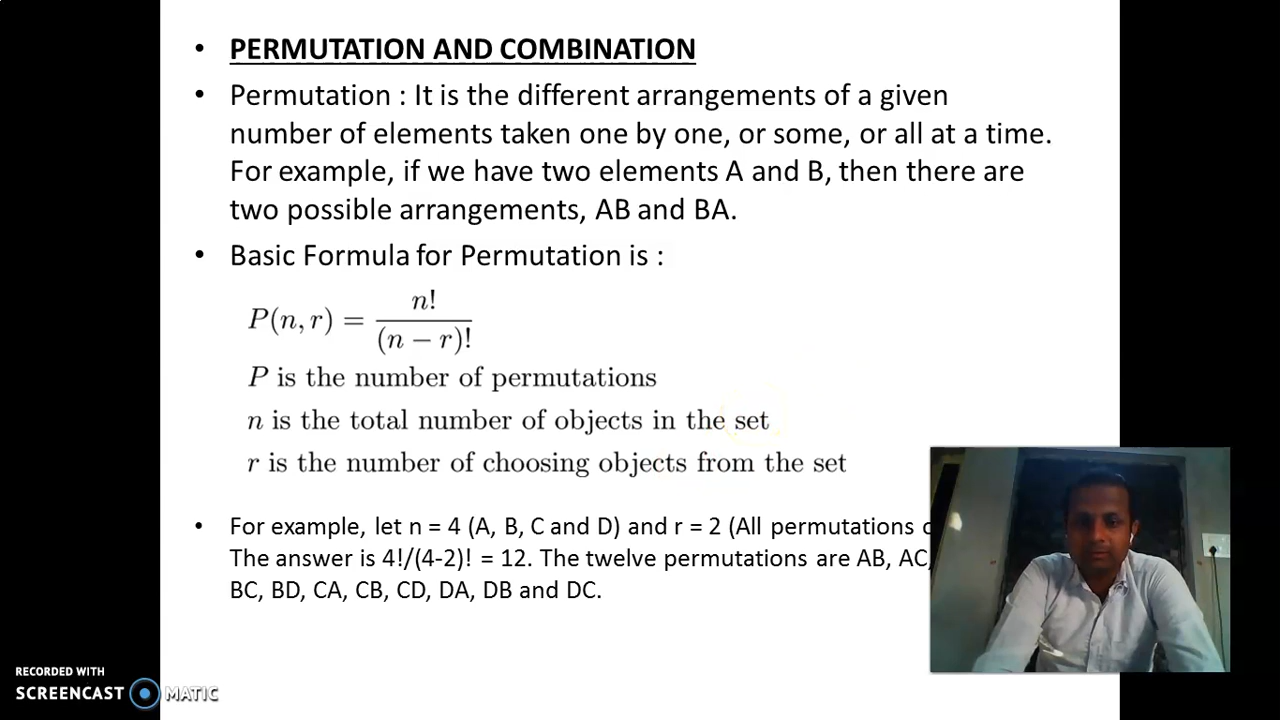 • PERMUTATION AND COMBINATION
• Permutation : It is the different arrangements of a given
number of elements taken one by one, or some, or all at a time.
For example, if we have two elements A and B, then there are
two possible arrangements, AB and BA.
• Basic Formula for Permutation is :
P(n, r) = n! / (n − r)!
P is the number of permutations
n is the total number of objects in the set
r is the number of choosing objects from the set
• For example, let n = 4 (A, B, C and D) and r = 2 (All permutations
The answer is 4!/(4-2)! = 12. The twelve permutations are AB, AC,
BC, BD, CA, CB, CD, DA, DB and DC.
RECORDED WITH
SCREENCAST MATIC